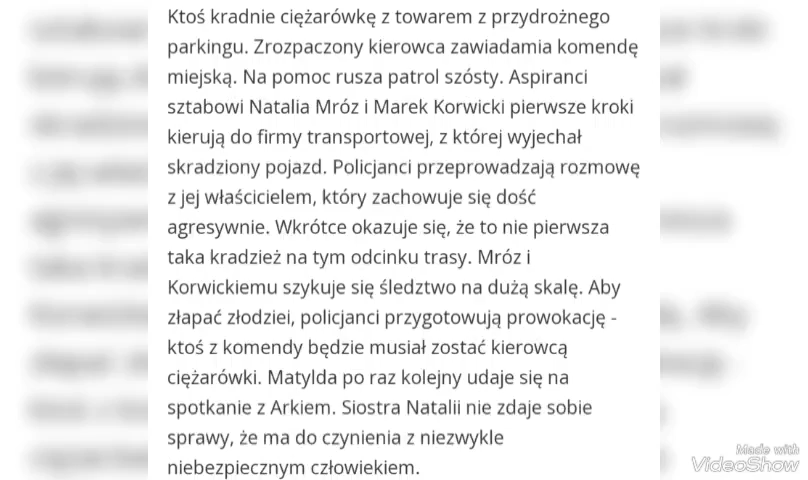 Ktoś kradnie ciężarówkę z towarem z przydrożnego
parkingu. Zrozpaczony kierowca zawiadamia komendę
miejską. Na pomoc rusza patrol szósty. Aspiranci
sztabowi Natalia Mróz i Marek Korwicki pierwsze kroki
kierują do firmy transportowej, z której wyjechał
skradziony pojazd. Policjanci przeprowadzają rozmowę
z jej właścicielem, który zachowuje się dość
agresywnie. Wkrótce okazuje się, że to nie pierwsza
taka kradzież na tym odcinku trasy. Mróz i
Korwickiemu szykuje się śledztwo na dużą skalę. Aby
złapać złodziei, policjanci przygotowują prowokację -
ktoś z komendy będzie musiał zostać kierowcą
ciężarówki. Matylda po raz kolejny udaje się na
spotkanie z Arkiem. Siostra Natalii nie zdaje sobie
sprawy, że ma do czynienia z niezwykle
niebezpiecznym człowiekiem.
Made with
VideoShow